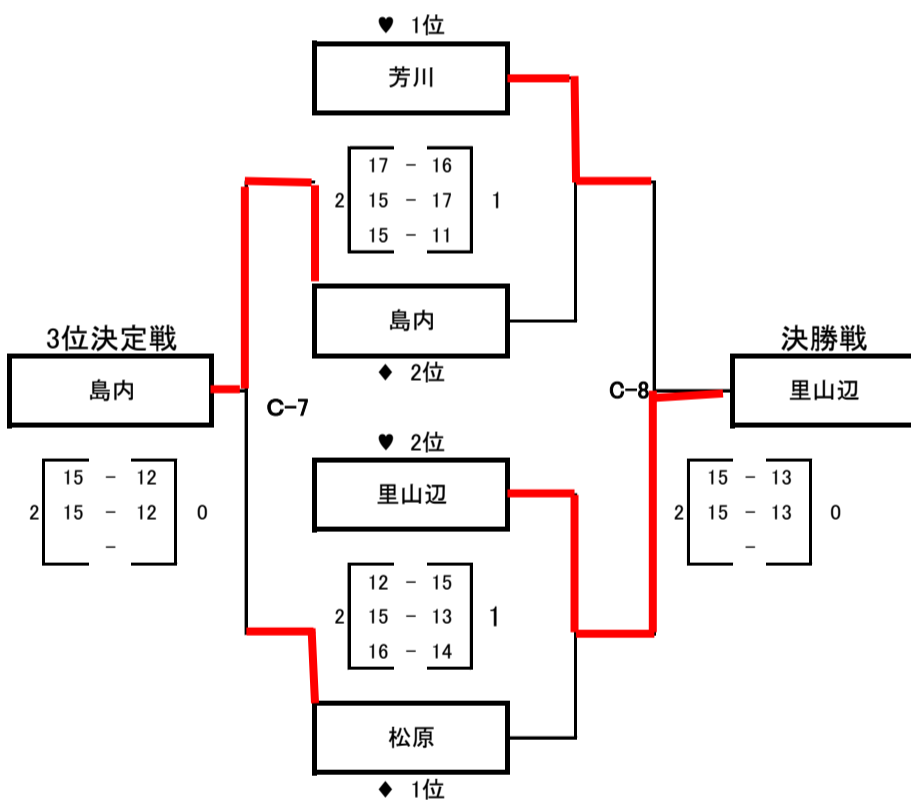 ♥ 1位
芳川
17 - 16
2 15 - 17 1
15 - 11
島内
♦ 2位
3位決定戦
島内
C-7
15 - 12
2 15 - 12 0
-
♥ 2位
里山辺
12 - 15
2 15 - 13 1
16 - 14
松原
♦ 1位
決勝戦
C-8
里山辺
15 - 13
2 15 - 13 0
-